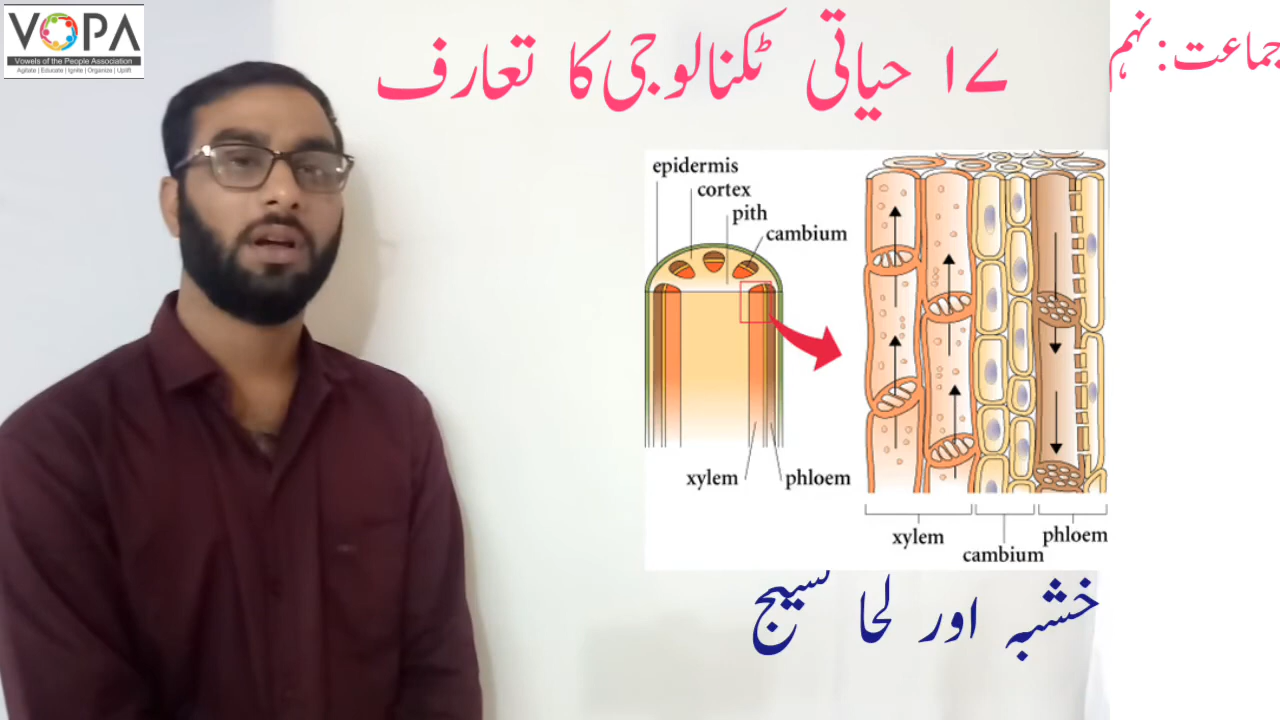 VOPA
Vowels of the People Association
Agitate | Educate | Ignite | Organize | Uplift
جماعت: نہم
۱۷ حیاتی ٹکنالوجی کا تعارف
epidermis
cortex
pith
cambium
xylem phloem
xylem cambium phloem
خشبہ اور لحا نسیج